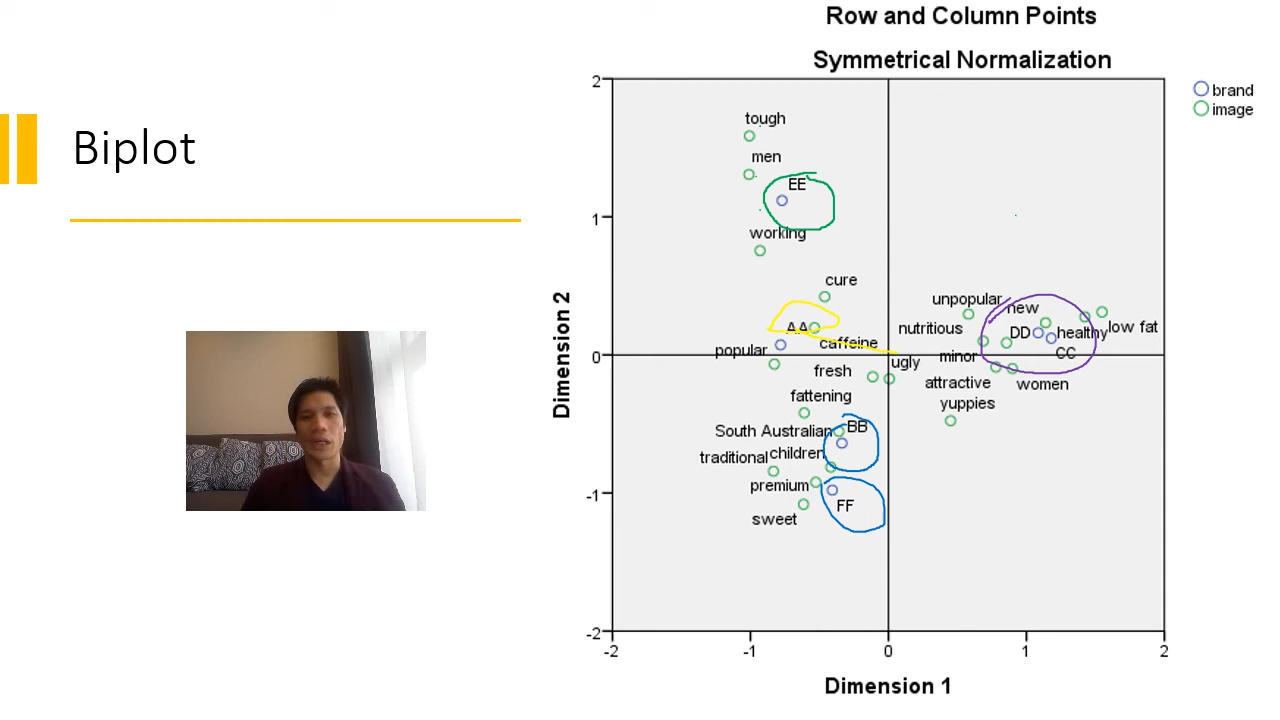 Biplot
Row and Column Points
Symmetrical Normalization
brand
image
2
1
0
-1
-2
Dimension 2
tough
men
EE
working
cure
AA
caffeine
popular
fresh
ugly
fattening
South Australian
BB
traditional
children
premium
FF
sweet
unpopular
new
nutritious
DD
healthy
low fat
minor
CC
attractive
women
yuppies
-2
-1
0
1
2
Dimension 1